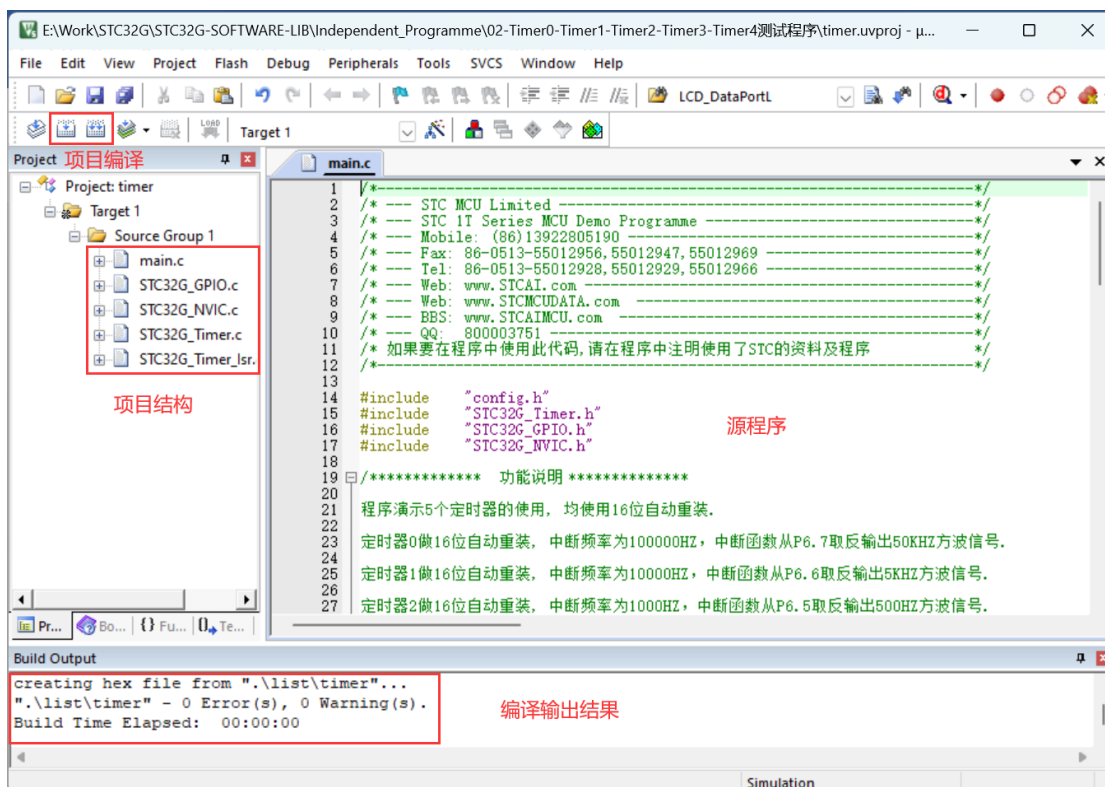 E:\Work\STC32G\STC32G-SOFTWARE-LIB\Independent_Programme\02-Timer0-Timer1-Timer2-Timer3-Timer4测试程序\timer.uvproj - µ...
File Edit View Project Flash Debug Peripherals Tools SVCS Window Help
LCD_DataPortL
LOAD Target 1
Project 项目编译
main.c
Project: timer
Target 1
Source Group 1
main.c
STC32G_GPIO.c
STC32G_NVIC.c
STC32G_Timer.c
STC32G_Timer_Isr.
项目结构
1 /*---------------------------------------------------------------------*/
2 /* --- STC MCU Limited ------------------------------------------------*/
3 /* --- STC 1T Series MCU Demo Programme -------------------------------*/
4 /* --- Mobile: (86)13922805190 ----------------------------------------*/
5 /* --- Fax: 86-0513-55012956,55012947,55012969 ------------------------*/
6 /* --- Tel: 86-0513-55012928,55012929,55012966 ------------------------*/
7 /* --- Web: www.STCAI.com ---------------------------------------------*/
8 /* --- Web: www.STCMCUDATA.com ---------------------------------------*/
9 /* --- BBS: www.STCAIMCU.com -----------------------------------------*/
10 /* --- QQ: 800003751 -------------------------------------------------*/
11 /* 如果要在程序中使用此代码,请在程序中注明使用了STC的资料及程序 */
12 /*---------------------------------------------------------------------*/
13
14 #include "config.h"
15 #include "STC32G_Timer.h"
16 #include "STC32G_GPIO.h"
17 #include "STC32G_NVIC.h"
源程序
18
19 /************* 功能说明 **************
20
21 程序演示5个定时器的使用, 均使用16位自动重装.
22
23 定时器0做16位自动重装, 中断频率为100000HZ，中断函数从P6.7取反输出50KHZ方波信号.
24
25 定时器1做16位自动重装, 中断频率为10000HZ，中断函数从P6.6取反输出5KHZ方波信号.
26
27 定时器2做16位自动重装, 中断频率为1000HZ，中断函数从P6.5取反输出500HZ方波信号.
Pr... Bo... {} Fu... Te...
Build Output
creating hex file from ".\list\timer"...
".\list\timer" - 0 Error(s), 0 Warning(s).
Build Time Elapsed: 00:00:00
编译输出结果
Simulation